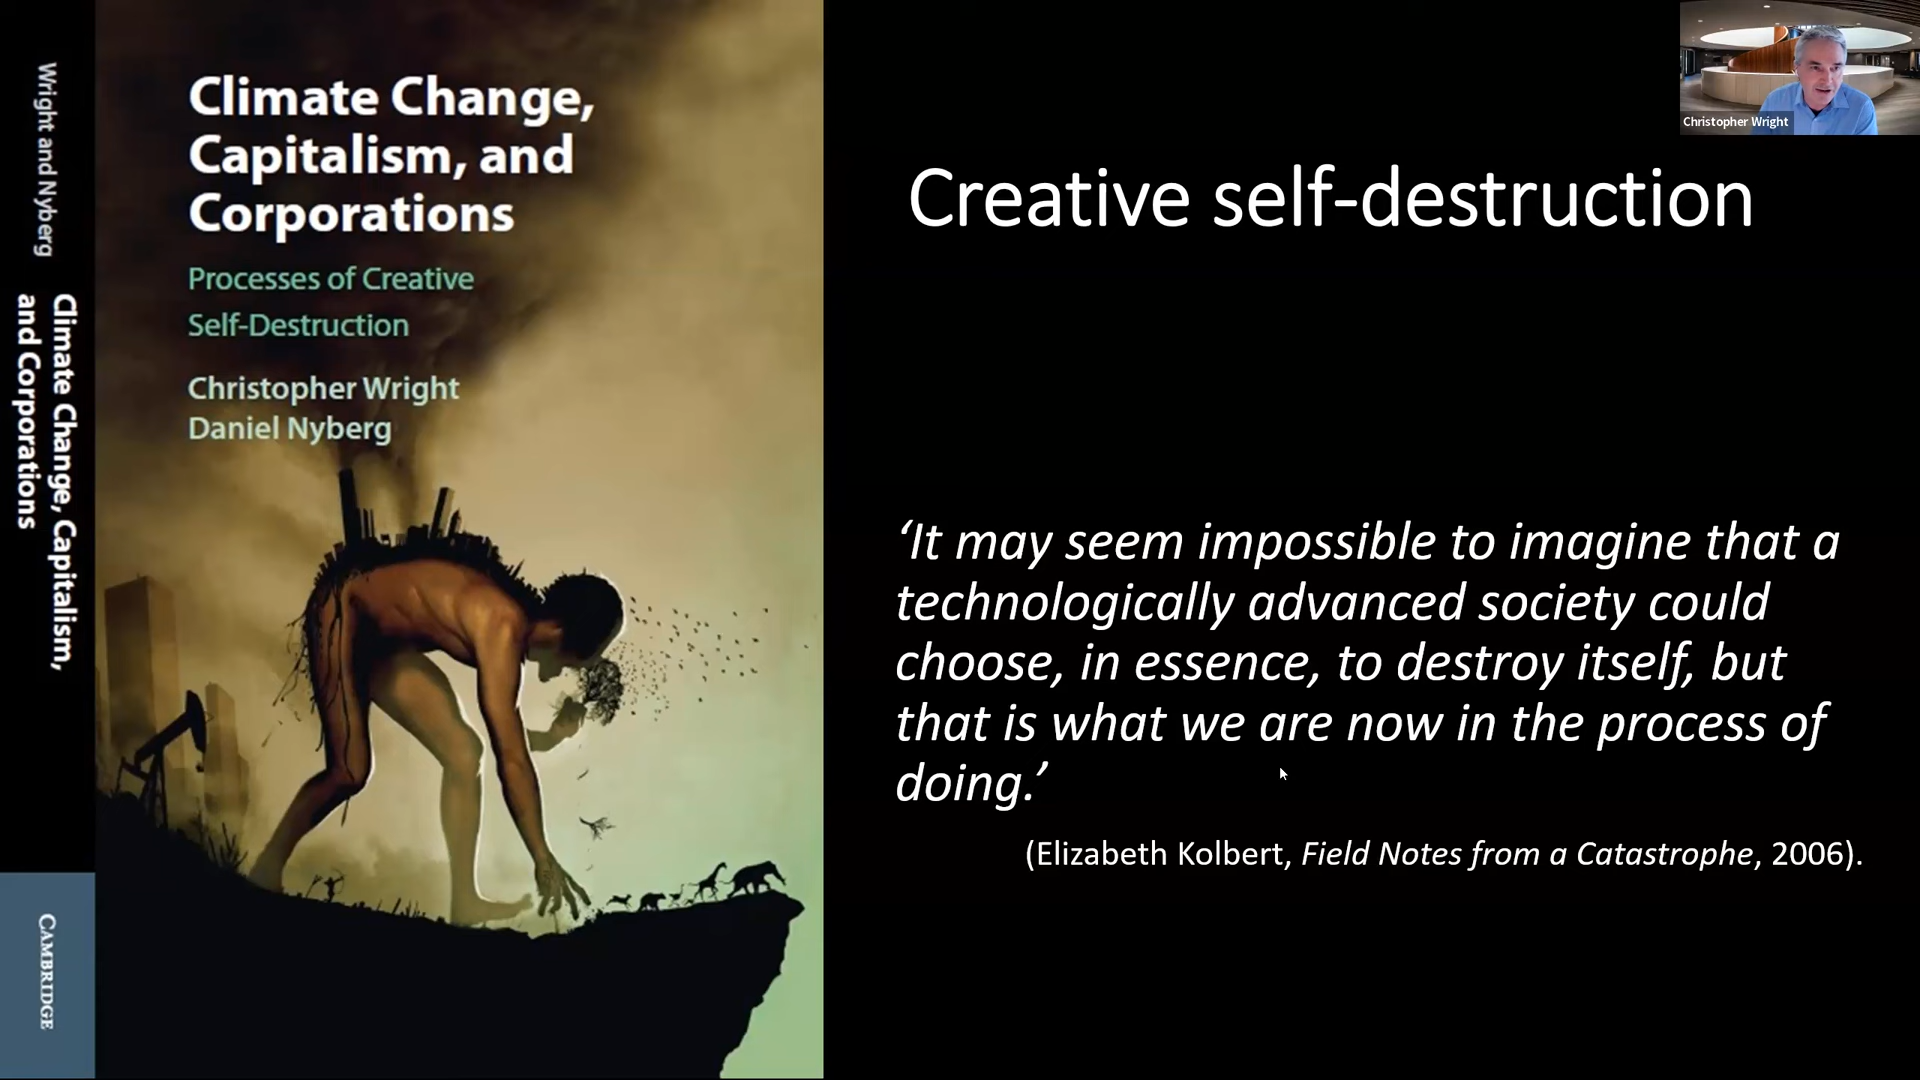 Wright and Nyberg
Climate Change, Capitalism,
and Corporations
CAMBRIDGE
Climate Change,
Capitalism, and
Corporations
Processes of Creative
Self-Destruction
Christopher Wright
Daniel Nyberg
Christopher Wright
Creative self-destruction
‘It may seem impossible to imagine that a
technologically advanced society could
choose, in essence, to destroy itself, but
that is what we are now in the process of
doing.’
(Elizabeth Kolbert, Field Notes from a Catastrophe, 2006).